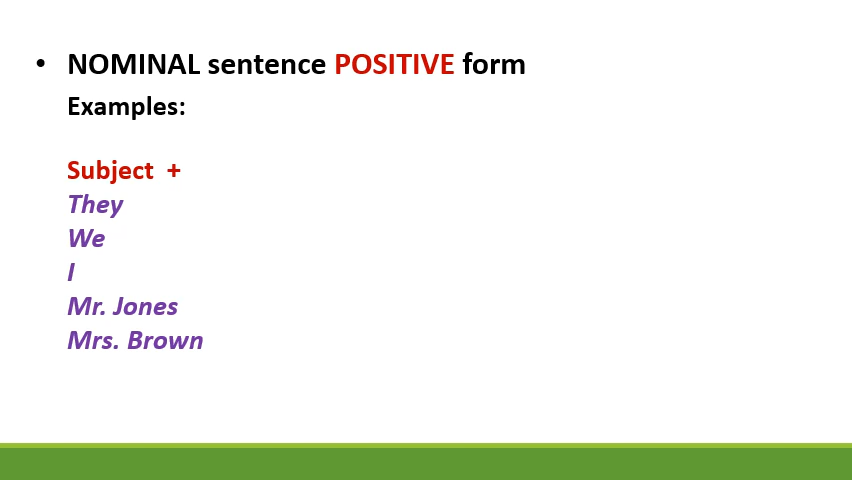 • NOMINAL sentence POSITIVE form
Examples:
Subject +
They
We
I
Mr. Jones
Mrs. Brown